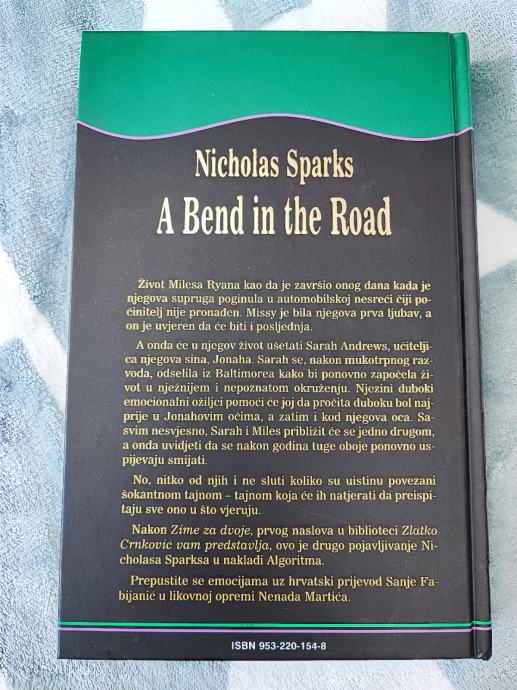 Nicholas Sparks
A Bend in the Road
Život Milesa Ryana kao da je završio onog dana kada je
njegova supruga poginula u automobilskoj nesreći čiji po-
činitelj nije pronađen. Missy je bila njegova prva ljubav, a
on je uvjeren da će biti i posljednja.
A onda će u njegov život ušetati Sarah Andrews, učitelji-
ca njegova sina, Jonaha. Sarah se, nakon mukotrpnog raz-
voda, odselila iz Baltimorea kako bi ponovno započela ži-
vot u nježnijem i nepoznatom okruženju. Njezini duboki
emocionalni ožiljci pomoći će joj da pročita duboku bol naj-
prije u Jonahovim očima, a zatim i kod njegova oca. Sa-
svim nesvjesno, Sarah i Miles približit će se jedno drugom,
a onda uvidjeti da se nakon godina tuge oboje ponovno us-
pijevaju smijati.
No, nitko od njih i ne sluti koliko su uistinu povezani
šokantnom tajnom – tajnom koja će ih natjerati da preispi-
taju sve ono u što vjeruju.
Nakon Zime za dvoje, prvog naslova u biblioteci Zlatko
Crnković vam predstavlja, ovo je drugo pojavljivanje Ni-
cholasa Sparksa u nakladi Algoritma.
Prepustite se emocijama uz hrvatski prijevod Sanje Fa-
bijanić u likovnoj opremi Nenada Martića.
ISBN 953-220-154-8